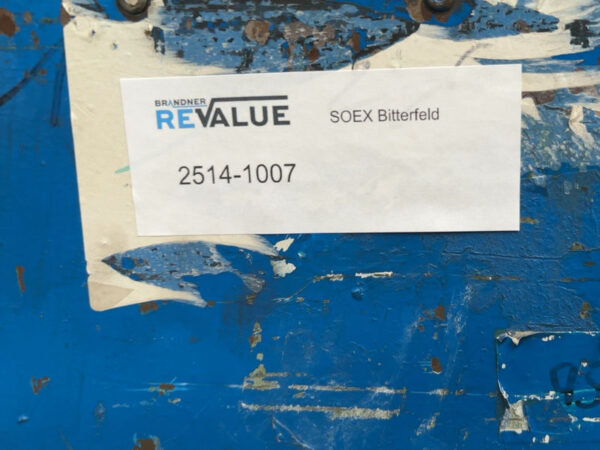 BRANDNER
REVALUE
SOEX Bitterfeld
2514-1007